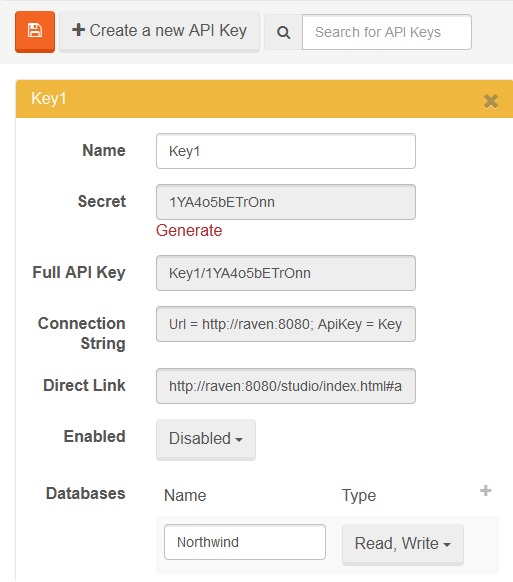 Create a new API Key
Search for API Keys
Key1
Name
Key1
Secret
1YA4o5bETrOnn
Generate
Full API Key
Key1/1YA4o5bETrOnn
Connection
String
Url = http://raven:8080; ApiKey = Key
Direct Link
http://raven:8080/studio/index.html#a
Enabled
Disabled
Databases
Name
Type
Northwind
Read, Write